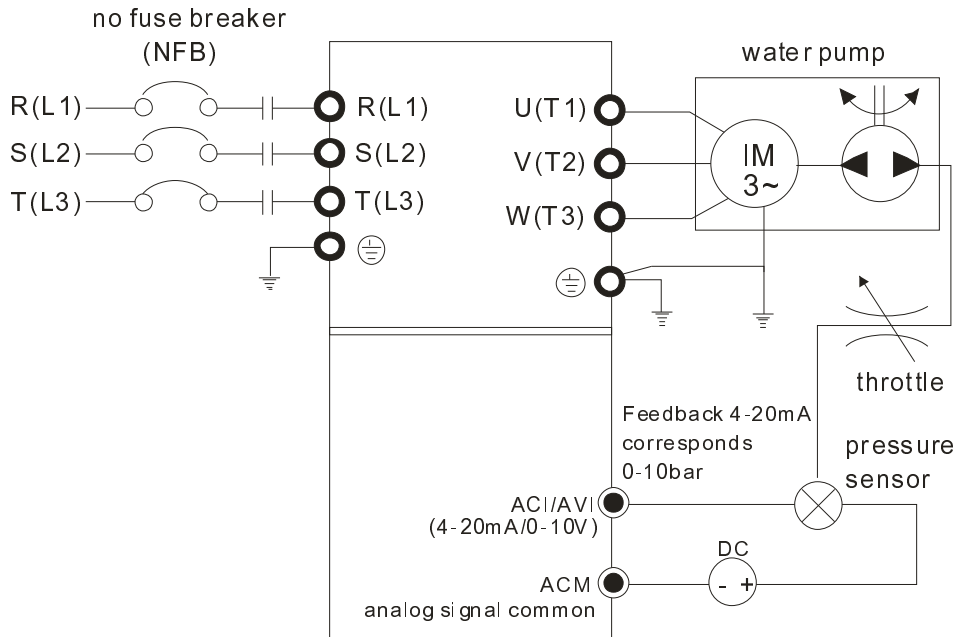 no fuse breaker
(NFB)
R(L1)
S(L2)
T(L3)
R(L1)
S(L2)
T(L3)
U(T1)
V(T2)
W(T3)
water pump
IM
3~
throttle
Feedback 4-20mA
corresponds
0-10bar
pressure
sensor
ACI/AVI
(4-20mA/0-10V)
DC
- +
ACM
analog signal common